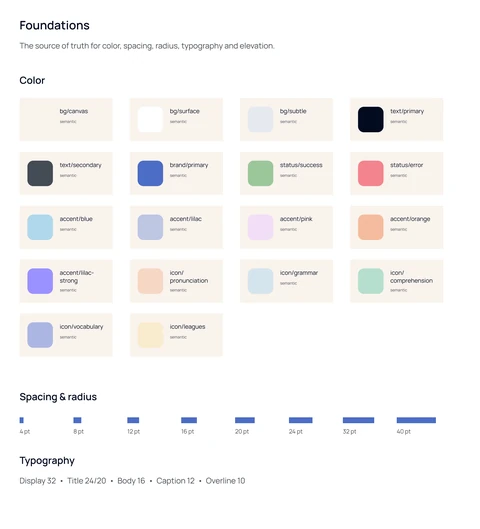 Foundations
The source of truth for color, spacing, radius, typography and elevation.
Color
bg/canvas
semantic
bg/surface
semantic
bg/subtle
semantic
text/primary
semantic
text/secondary
semantic
brand/primary
semantic
status/success
semantic
status/error
semantic
accent/blue
semantic
accent/lilac
semantic
accent/pink
semantic
accent/orange
semantic
accent/lilac-
strong
semantic
icon/
pronunciation
semantic
icon/grammar
semantic
icon/
comprehension
semantic
icon/vocabulary
semantic
icon/leagues
semantic
Spacing & radius
4 pt
8 pt
12 pt
16 pt
20 pt
24 pt
32 pt
40 pt
Typography
Display 32 • Title 24/20 • Body 16 • Caption 12 • Overline 10